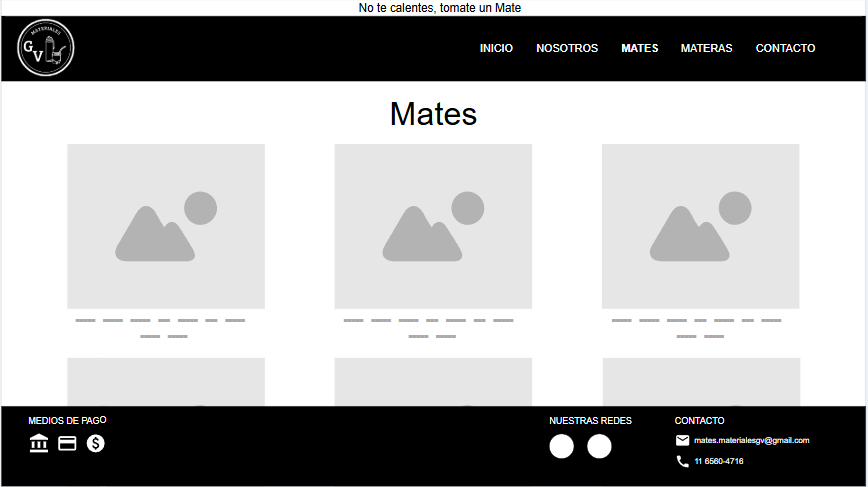 No te calentes, tomate un Mate
MATERIALES
G
V
INICIO NOSOTROS MATES MATERAS CONTACTO
Mates
MEDIOS DE PAGO
NUESTRAS REDES
CONTACTO
mates.materialesgv@gmail.com
11 6560-4716